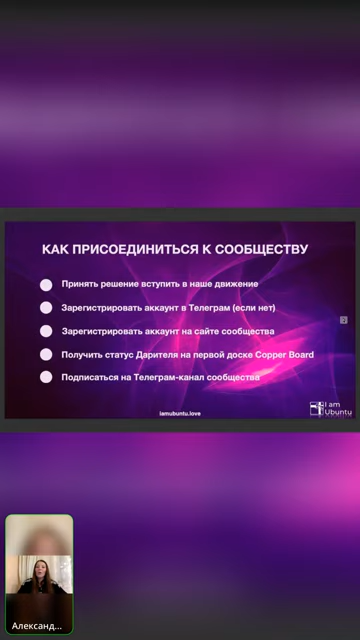 КАК ПРИСОЕДИНИТЬСЯ К СООБЩЕСТВУ
Принять решение вступить в наше движение
Зарегистрировать аккаунт в Телеграм (если нет)
Зарегистрировать аккаунт на сайте сообщества
Получить статус Дарителя на первой доске Copper Board
Подписаться на Телеграм-канал сообщества
iamubuntu.love
I am
Ubuntu
Александ...